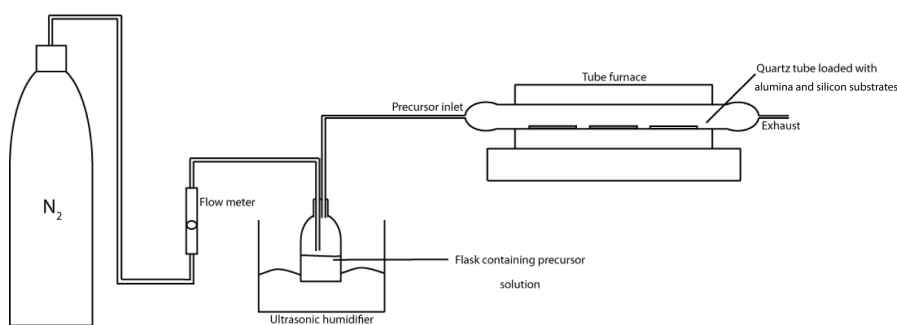 Tube furnace
Quartz tube loaded with
alumina and silicon substrates
Precursor inlet
Exhaust
N2
Flow meter
Flask containing precursor
solution
Ultrasonic humidifier